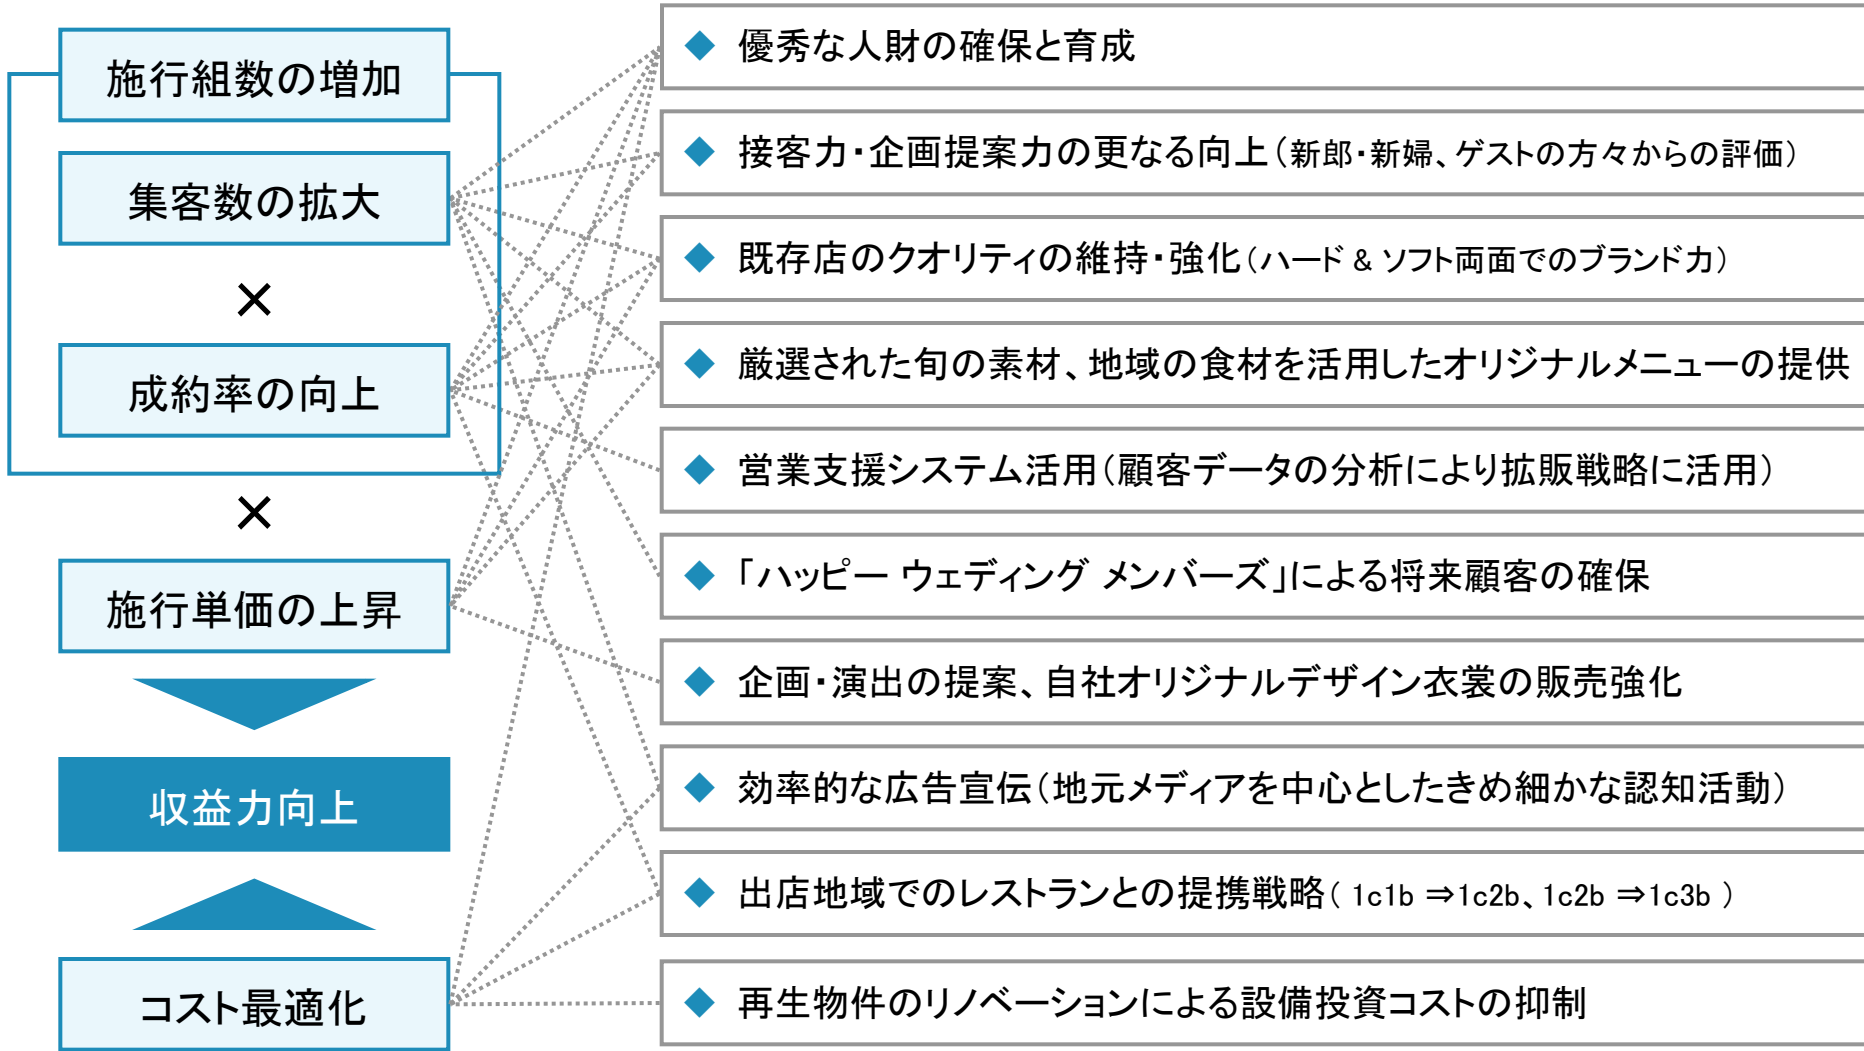 施行組数の増加
集客数の拡大
×
成約率の向上
×
施行単価の上昇
収益力向上
コスト最適化
◆ 優秀な人財の確保と育成
◆ 接客力・企画提案力の更なる向上（新郎・新婦、ゲストの方々からの評価）
◆ 既存店のクオリティの維持・強化（ハード & ソフト両面でのブランド力）
◆ 厳選された旬の素材、地域の食材を活用したオリジナルメニューの提供
◆ 営業支援システム活用（顧客データの分析により拡販戦略に活用）
◆ 「ハッピー ウェディング メンバーズ」による将来顧客の確保
◆ 企画・演出の提案、自社オリジナルデザイン衣裳の販売強化
◆ 効率的な広告宣伝（地元メディアを中心としたきめ細かな認知活動）
◆ 出店地域でのレストランとの提携戦略（ 1c1b ⇒1c2b、1c2b ⇒1c3b ）
◆ 再生物件のリノベーションによる設備投資コストの抑制